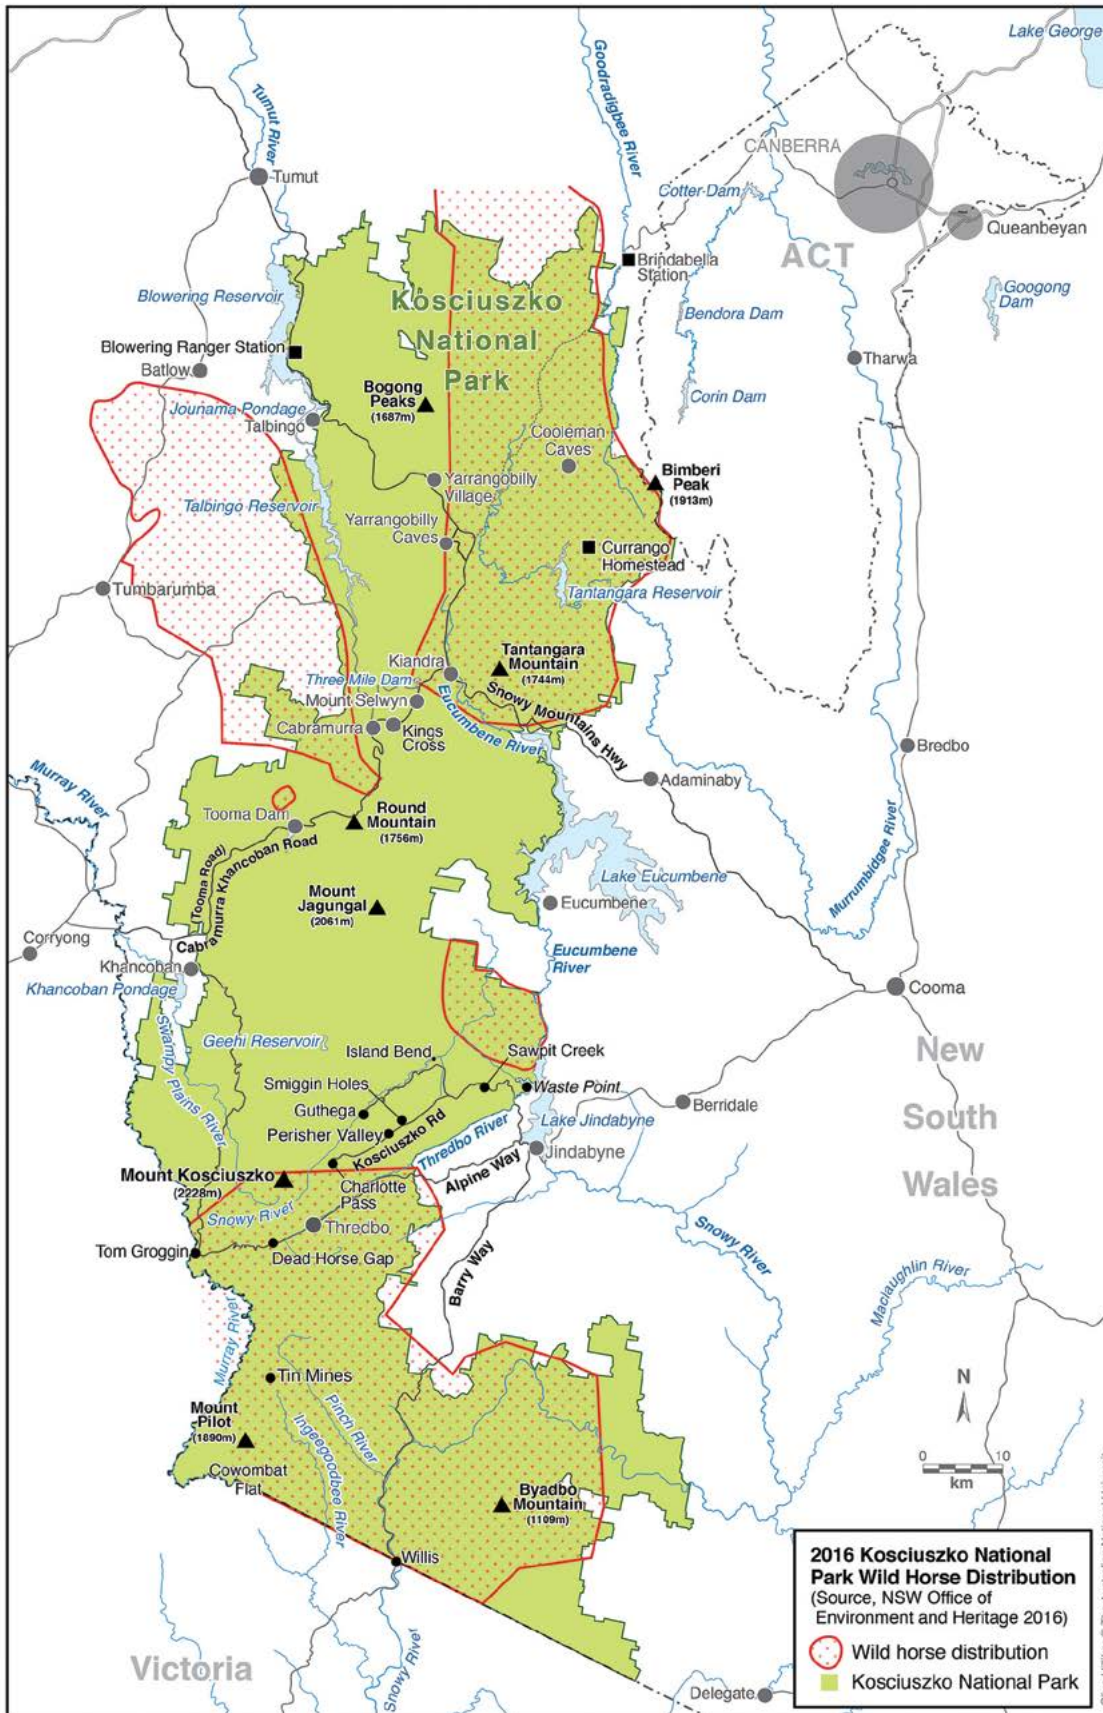 Lake George
Goodradigbee River
Tumut River
CANBERRA
Tumut
Cotter Dam
Queanbeyan
ACT
Brindabella
Station
Googong
Dam
Blowering Reservoir
Kosciuszko
National
Park
Bendora Dam
Blowering Ranger Station
Tharwa
Batlow
Bogong
Peaks
(1687m)
Corin Dam
Jounama Pondage
Talbingo
Cooleman
Caves
Bimberi
Peak
(1913m)
Yarrangobilly
Village
Talbingo Reservoir
Yarrangobilly
Caves
Currango
Homestead
Tumbarumba
Tantangara Reservoir
Tantangara
Mountain
(1744m)
Kiandra
Three Mile Dam
Mount Selwyn
Snowy Mountains Hwy
Eucumbene River
Cabramurra
Kings
Cross
Bredbo
Murray River
Adaminaby
Tooma Dam
Round
Mountain
(1756m)
(Tooma Road)
Cabramurra Khancoban Road
Lake Eucumbene
Murrumbidgee River
Mount
Jagungal
(2061m)
Eucumbene
Corryong
Khancoban
Eucumbene
River
Khancoban Pondage
Cooma
Swampy Plains River
Geehi Reservoir
Island Bend
Sawpit Creek
New
South
Wales
Smiggin Holes
Waste Point
Guthega
Berridale
Perisher Valley
Kosciuszko Rd
Thredbo River
Lake Jindabyne
Jindabyne
Mount Kosciuszko
(2228m)
Charlotte
Pass
Alpine Way
Snowy River
Thredbo
Tom Groggin
Dead Horse Gap
Barry Way
Snowy River
Maclaughlin River
Murray River
Tin Mines
N
Mount
Pilot
(1890m)
Pinch River
Ingeegoodbee River
Cowombat
Flat
0 10
km
Byadbo
Mountain
(1109m)
Willis
2016 Kosciuszko National
Park Wild Horse Distribution
(Source, NSW Office of
Environment and Heritage 2016)
Wild horse distribution
Kosciuszko National Park
Victoria
Snowy River
Delegate